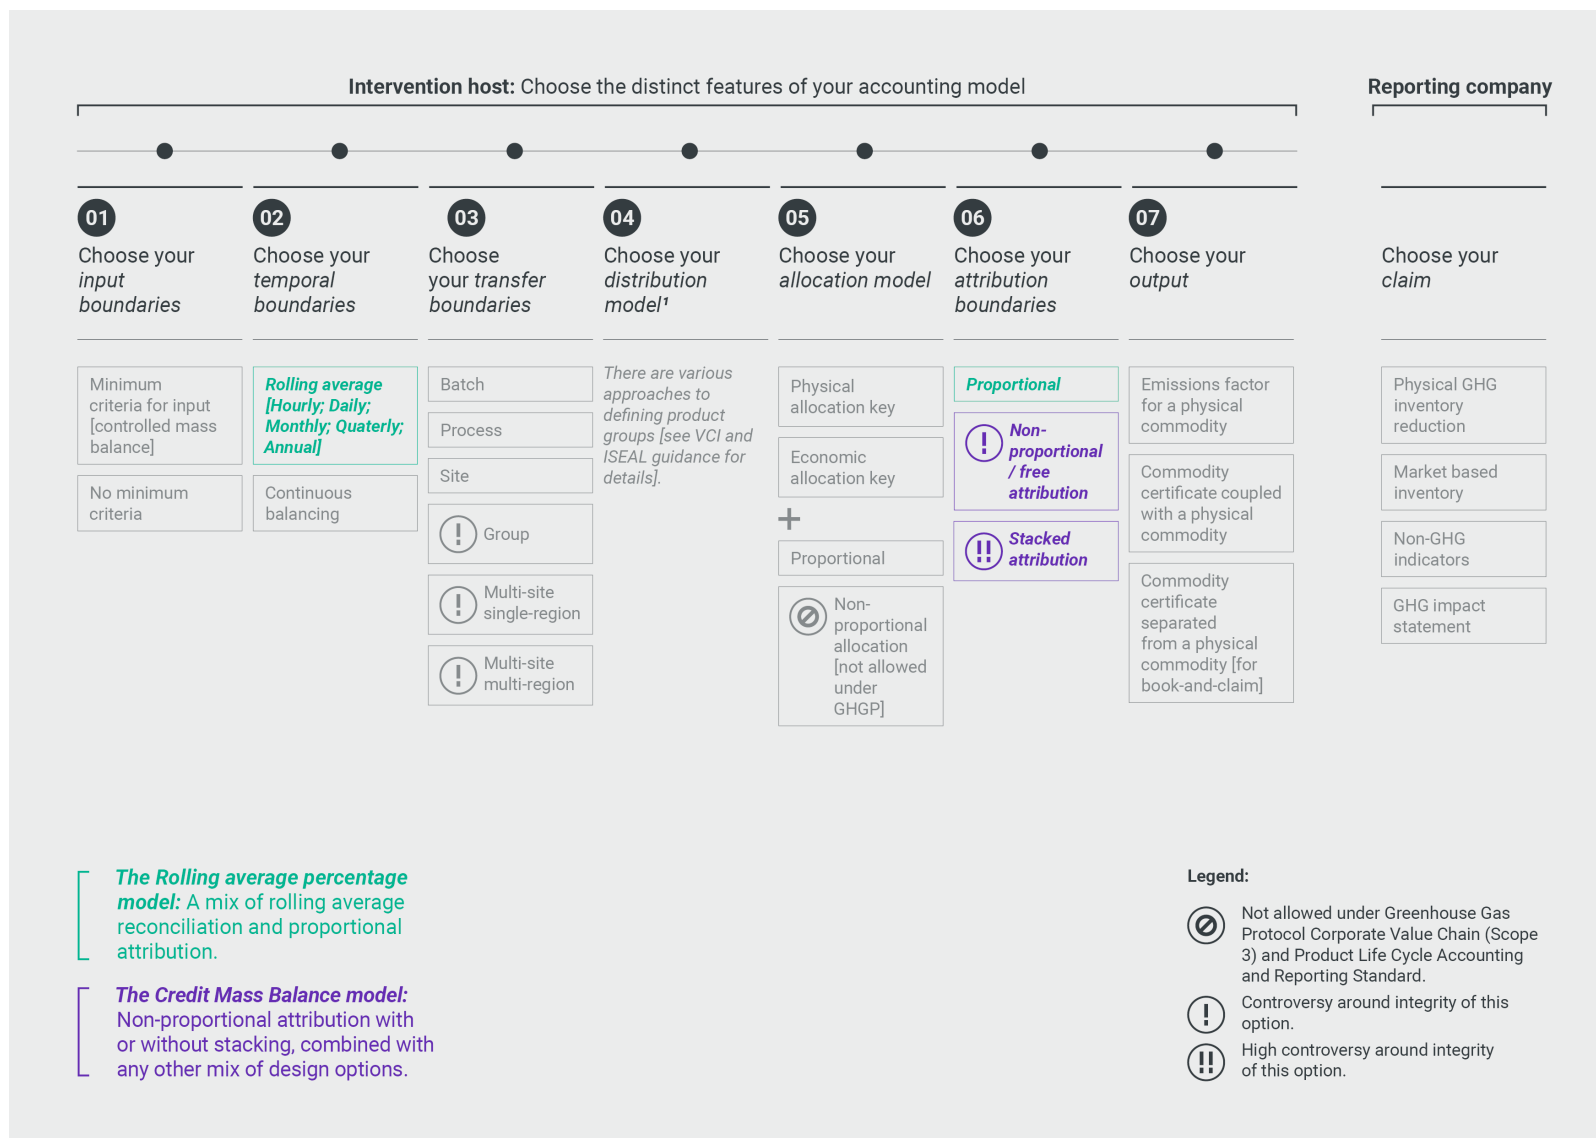 Intervention host: Choose the distinct features of your accounting model
Reporting company
01
Choose your
input
boundaries
Minimum
criteria for input
[controlled mass
balance]
No minimum
criteria
02
Choose your
temporal
boundaries
Rolling average
[Hourly; Daily;
Monthly; Quaterly;
Annual]
Continuous
balancing
03
Choose
your transfer
boundaries
Batch
Process
Site
! Group
! Multi-site
single-region
! Multi-site
multi-region
04
Choose your
distribution
model¹
There are various
approaches to
defining product
groups [see VCI and
ISEAL guidance for
details].
05
Choose your
allocation model
Physical
allocation key
Economic
allocation key
+
Proportional
Non-
proportional
allocation
[not allowed
under
GHGP]
06
Choose your
attribution
boundaries
Proportional
! Non-
proportional
/ free
attribution
!! Stacked
attribution
07
Choose your
output
Emissions factor
for a physical
commodity
Commodity
certificate coupled
with a physical
commodity
Commodity
certificate
separated
from a physical
commodity [for
book-and-claim]
Choose your
claim
Physical GHG
inventory
reduction
Market based
inventory
Non-GHG
indicators
GHG impact
statement
The Rolling average percentage
model: A mix of rolling average
reconciliation and proportional
attribution.
The Credit Mass Balance model:
Non-proportional attribution with
or without stacking, combined with
any other mix of design options.
Legend:
Not allowed under Greenhouse Gas
Protocol Corporate Value Chain (Scope
3) and Product Life Cycle Accounting
and Reporting Standard.
! Controversy around integrity of this
option.
!! High controversy around integrity
of this option.